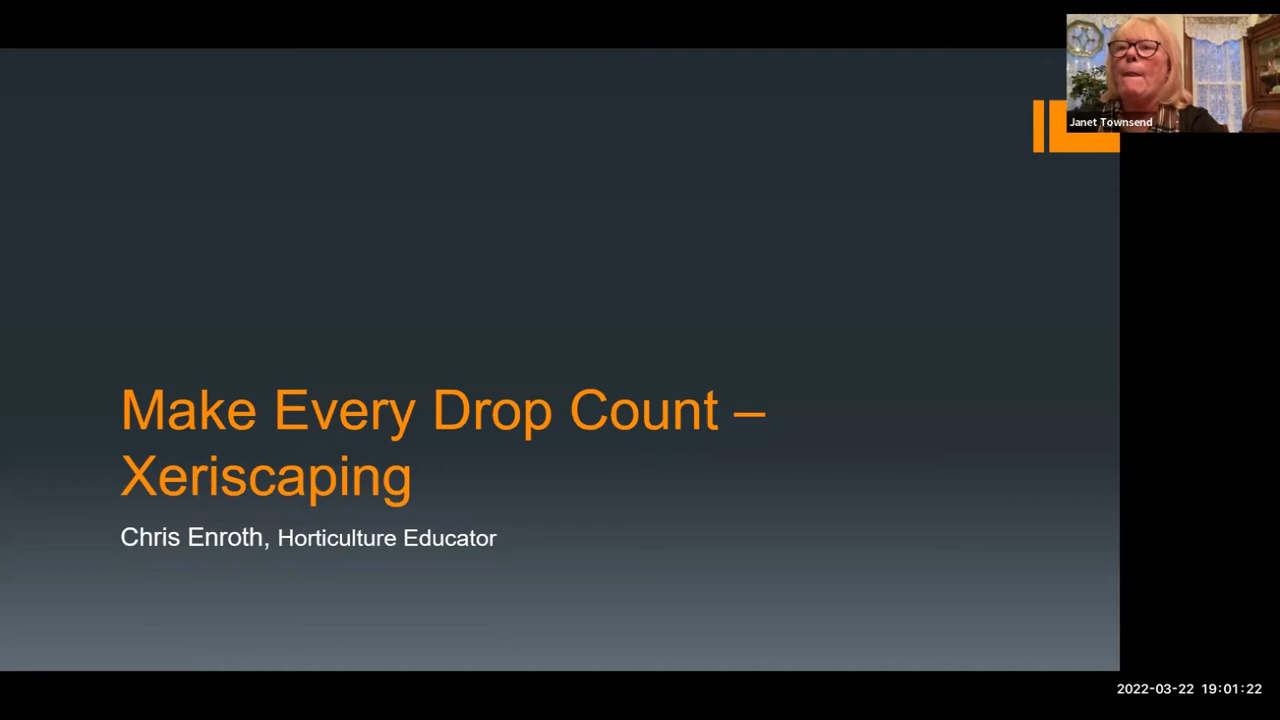 Janet Townsend
Make Every Drop Count –
Xeriscaping
Chris Enroth, Horticulture Educator
2022-03-22 19:01:22